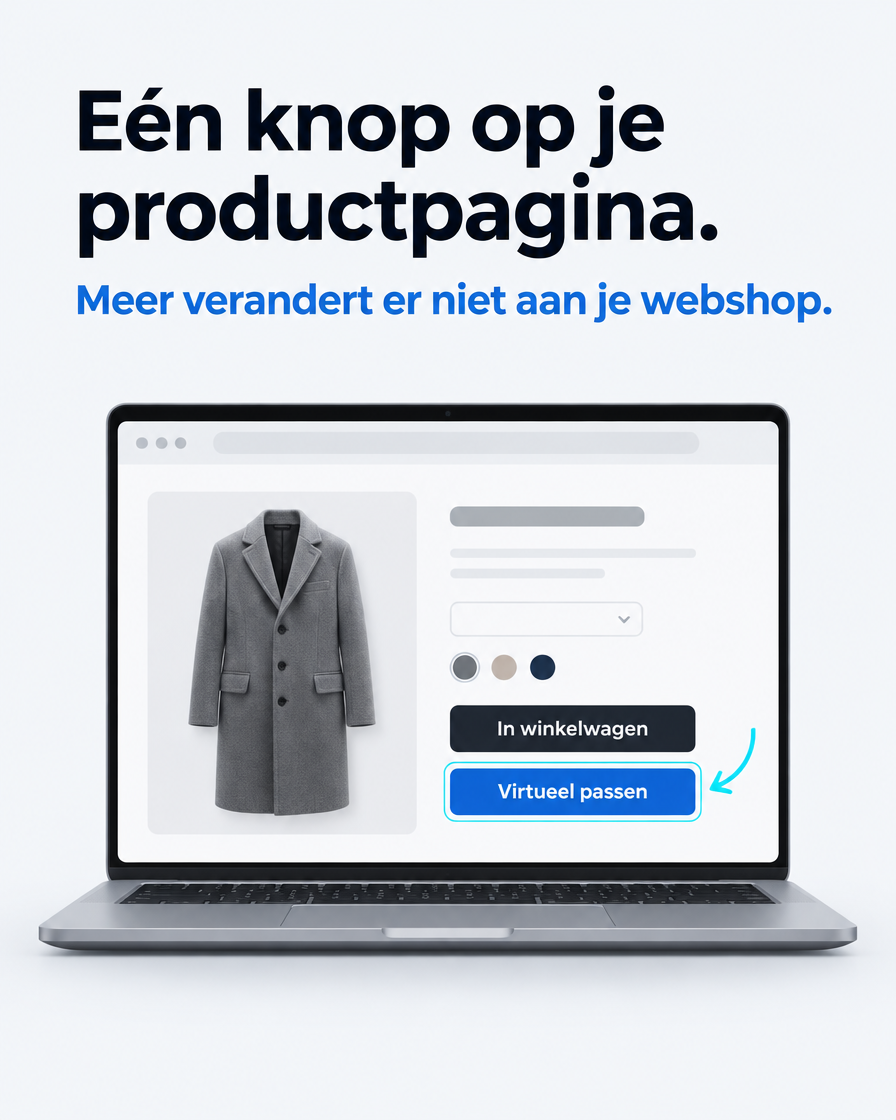 Eén knop op je
productpagina.
Meer verandert er niet aan je webshop.
In winkelwagen
Virtueel passen